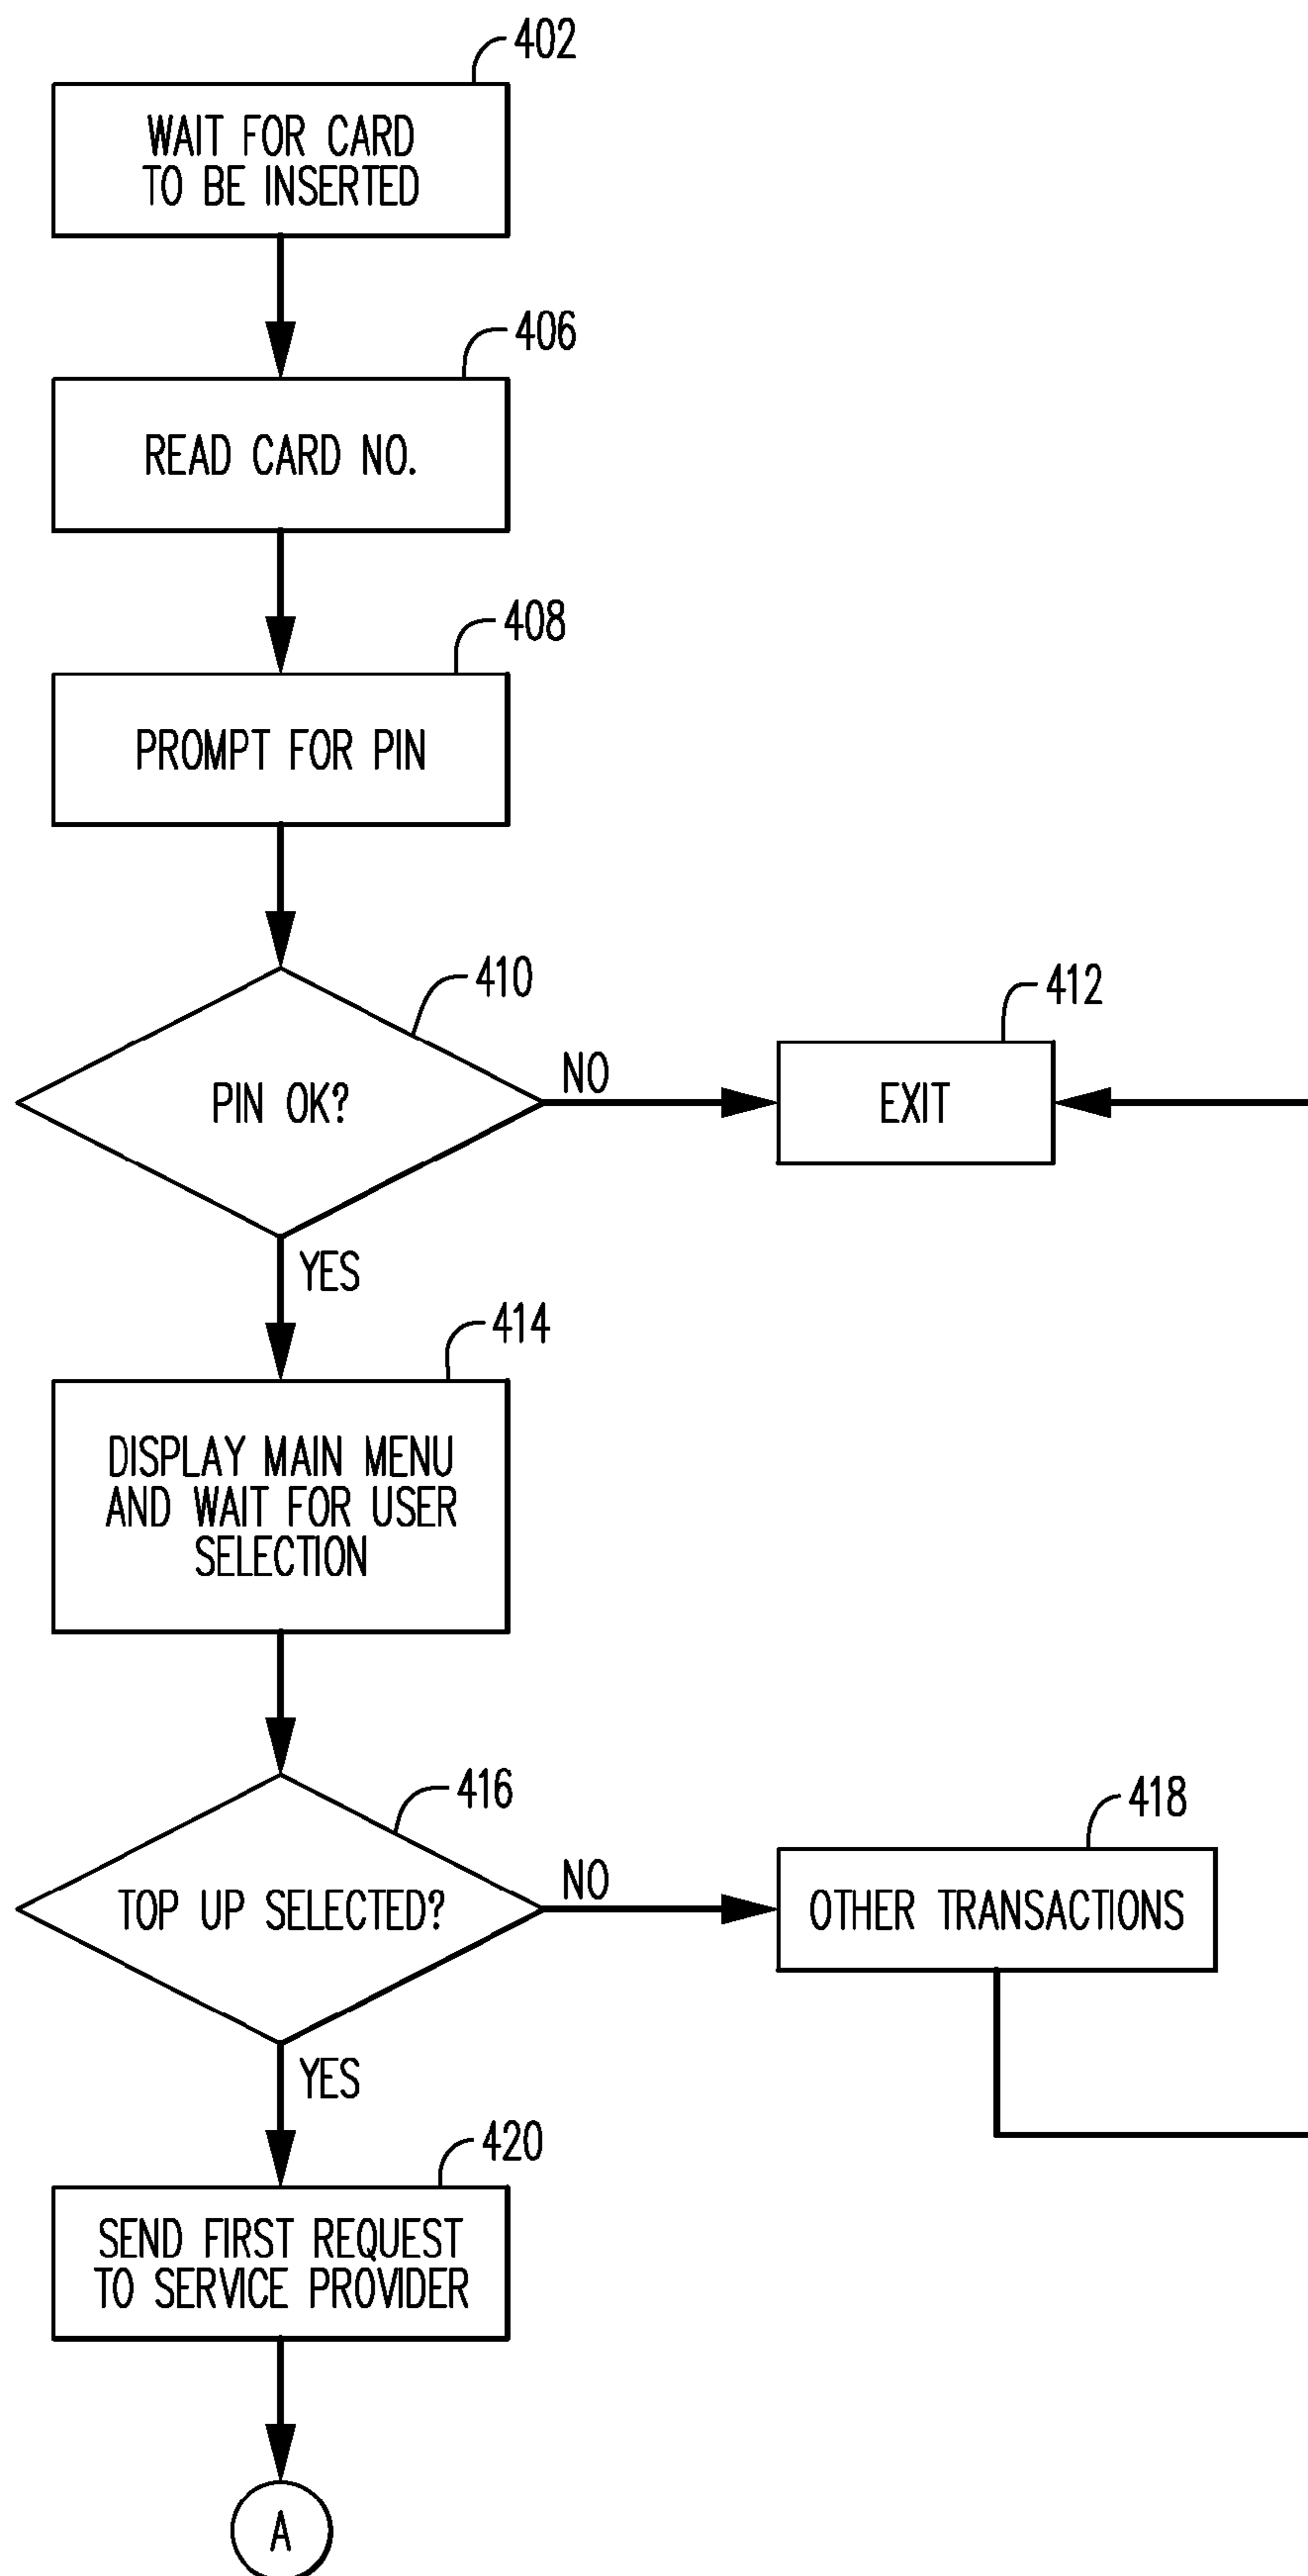 402
WAIT FOR CARD
TO BE INSERTED
406
READ CARD NO.
408
PROMPT FOR PIN
410
PIN OK?
NO
412
EXIT
YES
414
DISPLAY MAIN MENU
AND WAIT FOR USER
SELECTION
416
TOP UP SELECTED?
NO
418
OTHER TRANSACTIONS
YES
420
SEND FIRST REQUEST
TO SERVICE PROVIDER
A